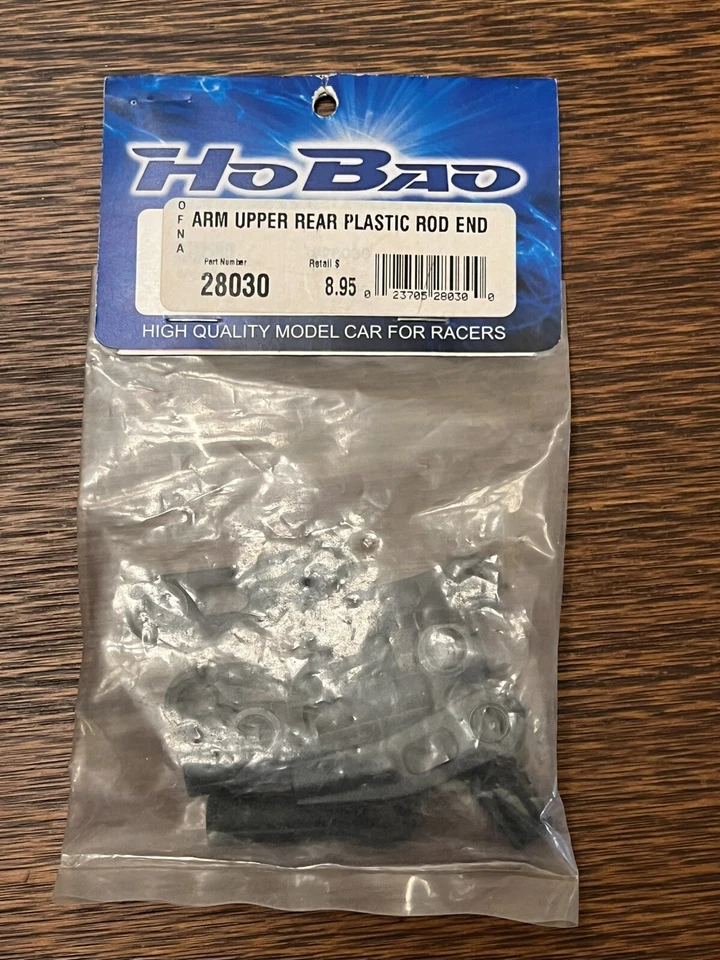 HOBAO
OFNA
ARM UPPER REAR PLASTIC ROD END
Part Number
28030
Retail $
8.95
0 23705 28030 0
HIGH QUALITY MODEL CAR FOR RACERS